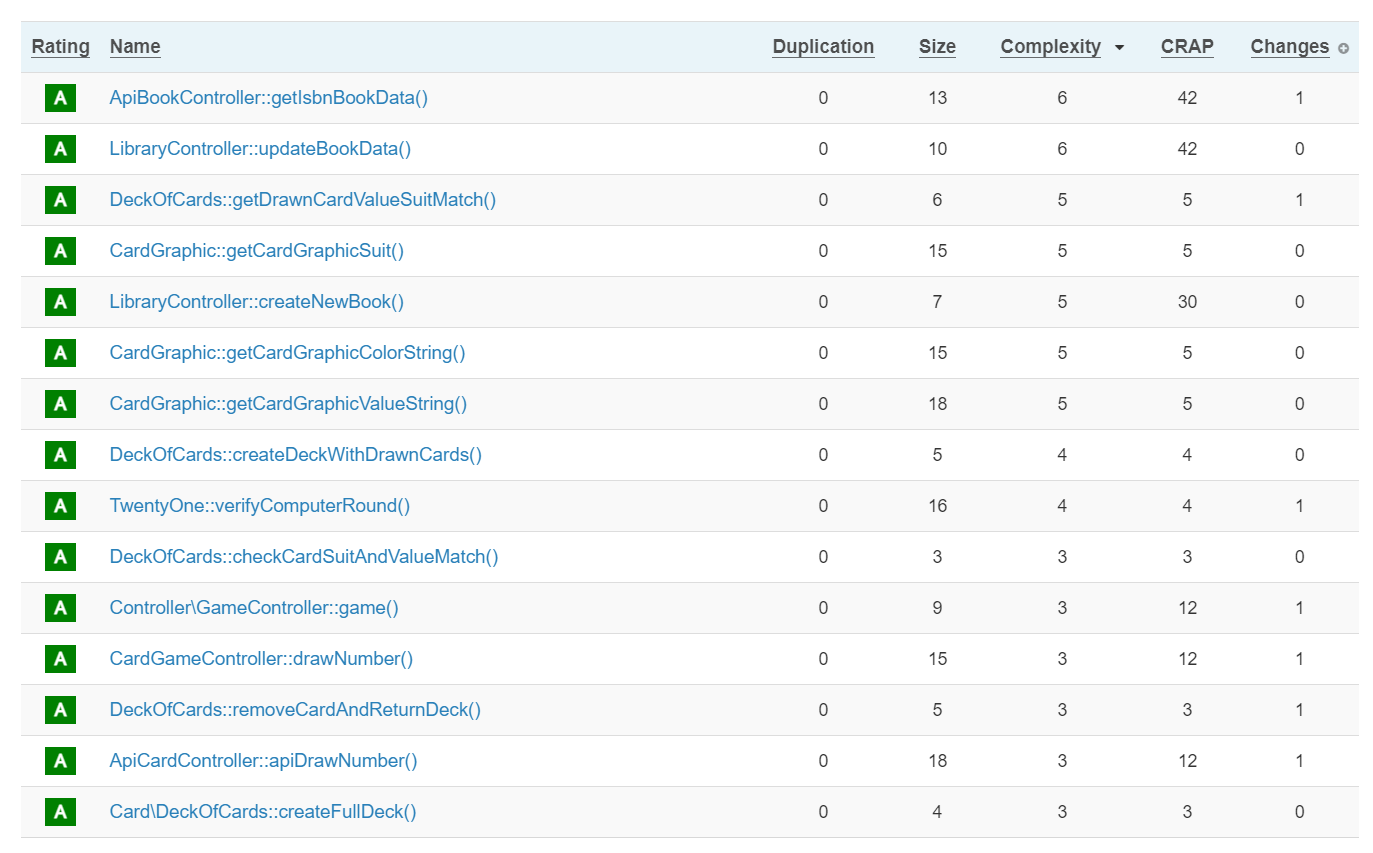 Rating Name Duplication Size Complexity CRAP Changes
A ApiBookController::getIsbnBookData() 0 13 6 42 1
A LibraryController::updateBookData() 0 10 6 42 0
A DeckOfCards::getDrawnCardValueSuitMatch() 0 6 5 5 1
A CardGraphic::getCardGraphicSuit() 0 15 5 5 0
A LibraryController::createNewBook() 0 7 5 30 0
A CardGraphic::getCardGraphicColorString() 0 15 5 5 0
A CardGraphic::getCardGraphicValueString() 0 18 5 5 0
A DeckOfCards::createDeckWithDrawnCards() 0 5 4 4 0
A TwentyOne::verifyComputerRound() 0 16 4 4 1
A DeckOfCards::checkCardSuitAndValueMatch() 0 3 3 3 0
A Controller\GameController::game() 0 9 3 12 1
A CardGameController::drawNumber() 0 15 3 12 1
A DeckOfCards::removeCardAndReturnDeck() 0 5 3 3 1
A ApiCardController::apiDrawNumber() 0 18 3 12 1
A Card\DeckOfCards::createFullDeck() 0 4 3 3 0